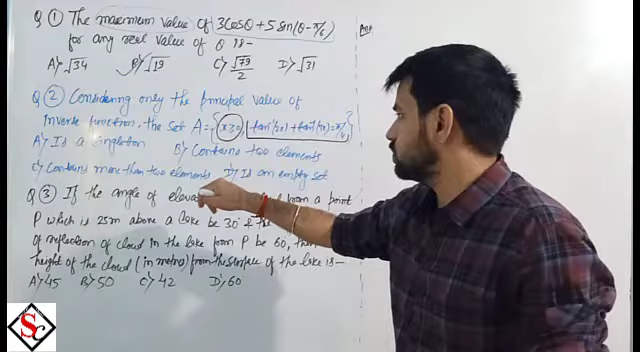 Q ① The maximum value of 3Cosθ + 5 Sin(θ - π/6)
for any real value of θ is -
A> √34 B> √19 C> √79/2 D> √31
Q ② Considering only the principal value of
inverse function, the set A = { x≥0, tan⁻¹(2x) + tan⁻¹(3x) = π/4 }
A> Is a singleton B> Contains two elements
C> Contains more than two elements D> Is an empty set
Q ③ If the angle of from a point
P which is 25m above a lake be 30° & the
of reflection of cloud in the lake from P be 60°, then
height of the cloud (in metre) from the surface of the lake is -
A> 45 B> 50 C> 42 D> 60
SC